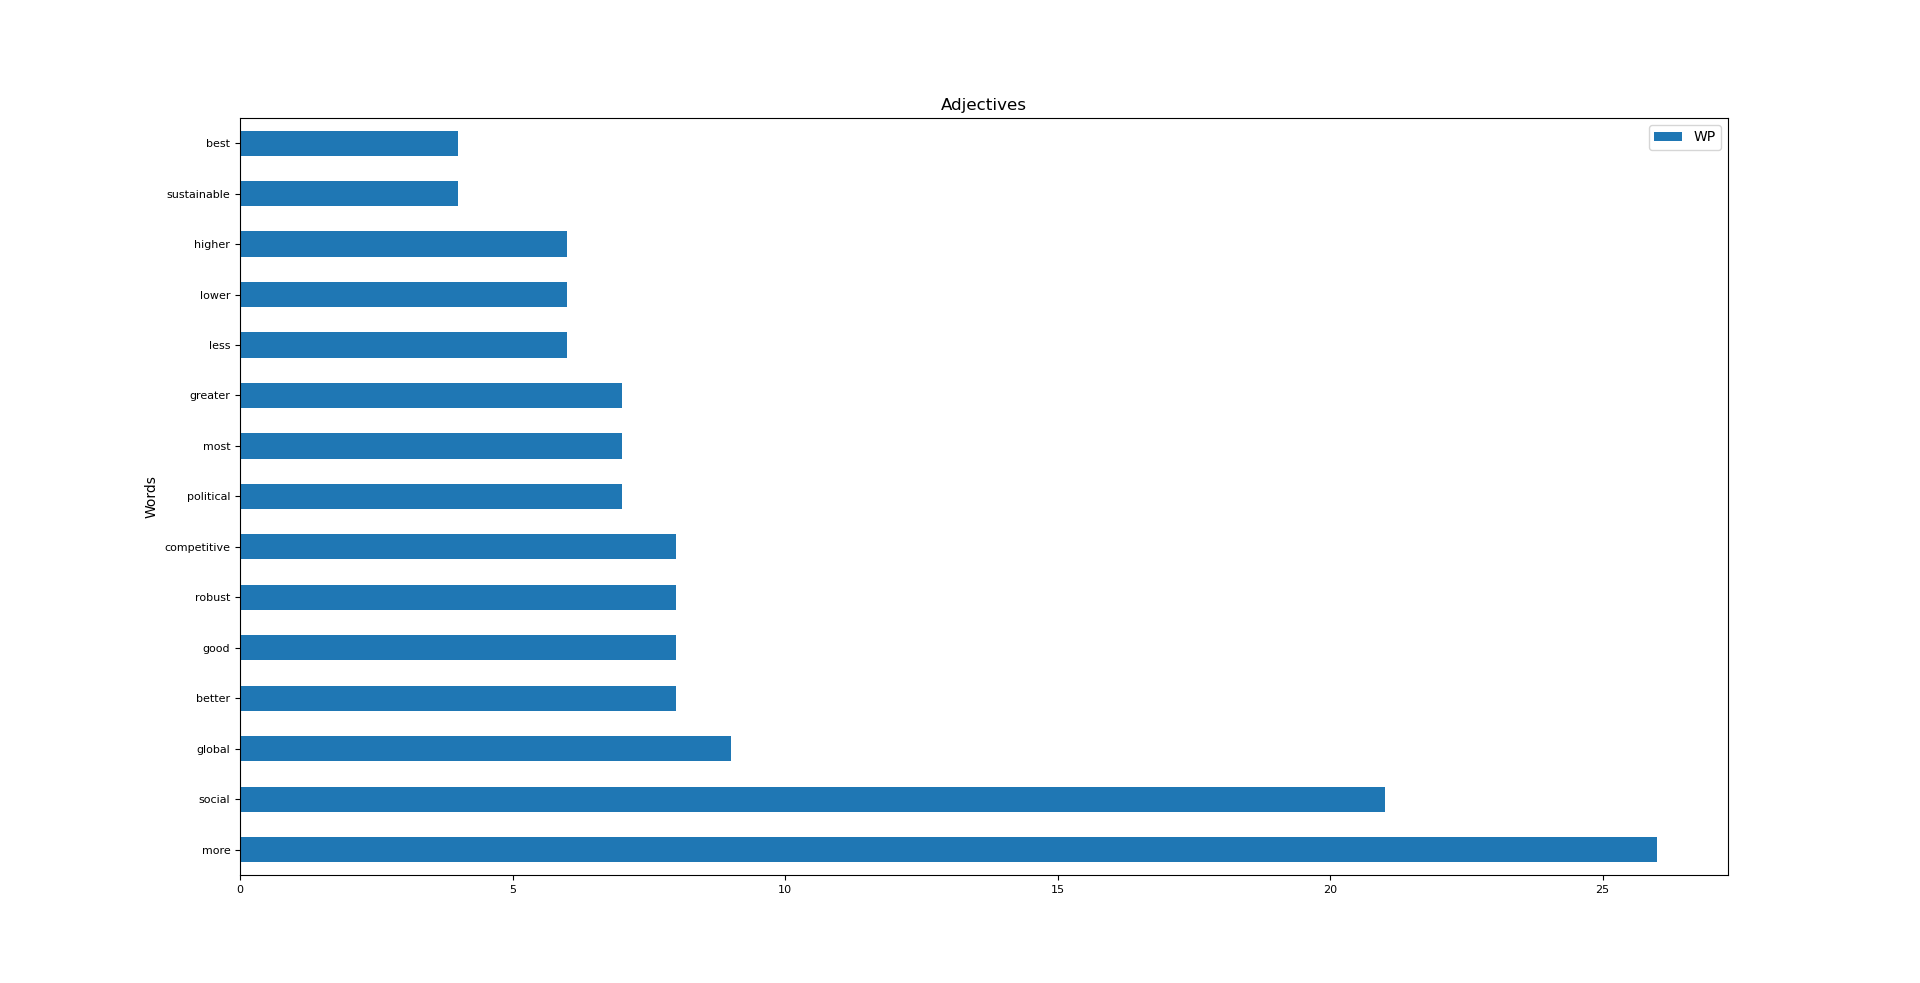 Adjectives
WP
best
sustainable
higher
lower
less
greater
most
political
competitive
robust
good
better
global
social
more
Words
0 5 10 15 20 25